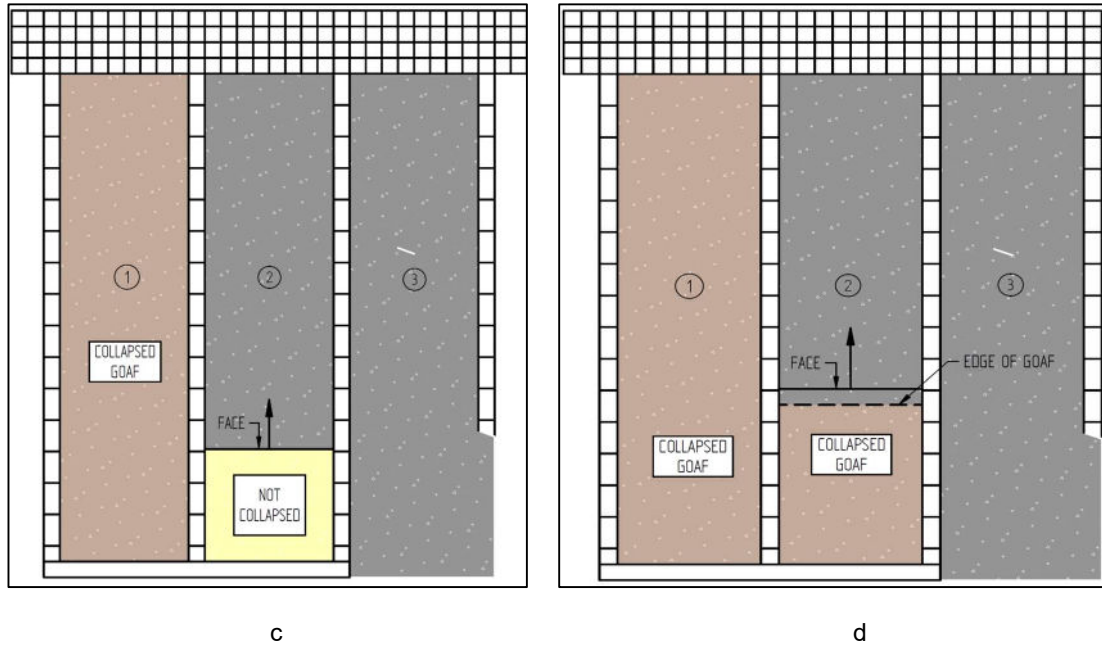 1
2
3
COLLAPSED
GOAF
FACE
NOT
COLLAPSED
c
1
2
3
FACE
EDGE OF GOAF
COLLAPSED
GOAF
COLLAPSED
GOAF
d